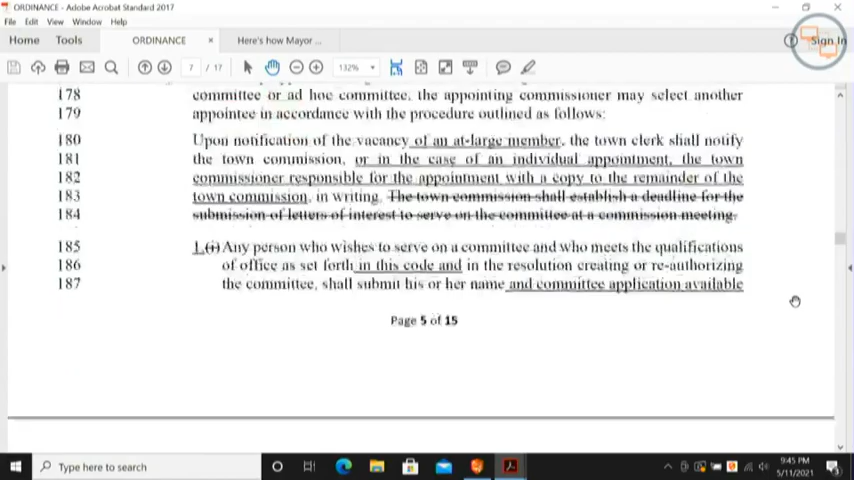 ORDINANCE - Adobe Acrobat Standard 2017
File Edit View Window Help
Home Tools ORDINANCE × Here's how Mayor ... Sign In
7 / 17 132%
178 committee or ad hoc committee, the appointing commissioner may select another
179 appointee in accordance with the procedure outlined as follows:
180 Upon notification of the vacancy of an at-large member, the town clerk shall notify
181 the town commission, or in the case of an individual appointment, the town
182 commissioner responsible for the appointment with a copy to the remainder of the
183 town commission, in writing. The town commission shall establish a deadline for the
184 submission of letters of interest to serve on the committee at a commission meeting.
185 1.(i) Any person who wishes to serve on a committee and who meets the qualifications
186 of office as set forth in this code and in the resolution creating or re-authorizing
187 the committee, shall submit his or her name and committee application available
Page 5 of 15
Type here to search
9:45 PM
5/11/2021